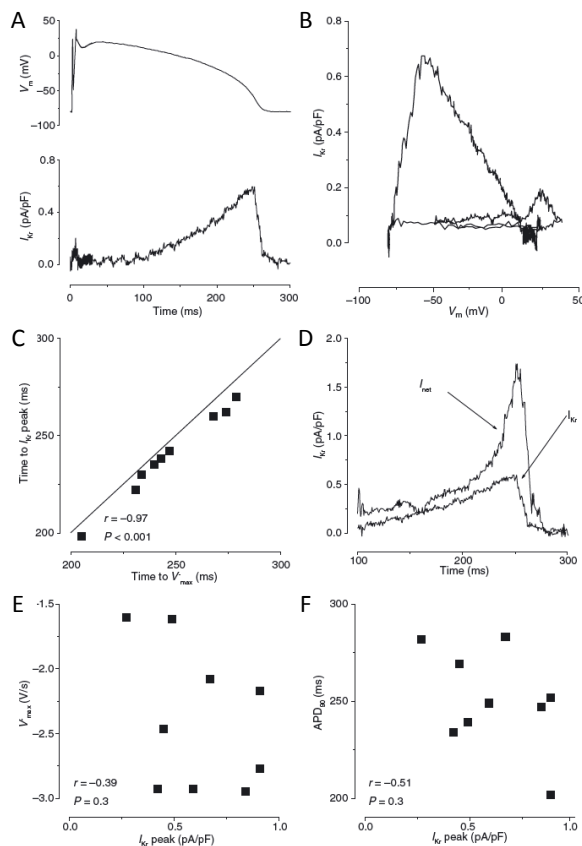 A
50
0
−50
−100
Vm (mV)
0.8
0.4
0.0
IKr (pA/pF)
0 100 200 300
Time (ms)
B
0.8
0.6
0.4
0.2
0.0
IKr (pA/pF)
−100 −50 0 50
Vm (mV)
C
300
250
200
Time to IKr peak (ms)
r = −0.97
P < 0.001
200 250 300
Time to V-max (ms)
D
2.0
1.5
1.0
0.5
0.0
IKr (pA/pF)
Inet
IKr
100 200 300
Time (ms)
E
−1.5
−2.0
−2.5
−3.0
V-max (V/s)
r = −0.39
P = 0.3
0.0 0.5 1.0
IKr peak (pA/pF)
F
300
250
200
APD90 (ms)
r = −0.51
P = 0.3
0.0 0.5 1.0
IKr peak (pA/pF)